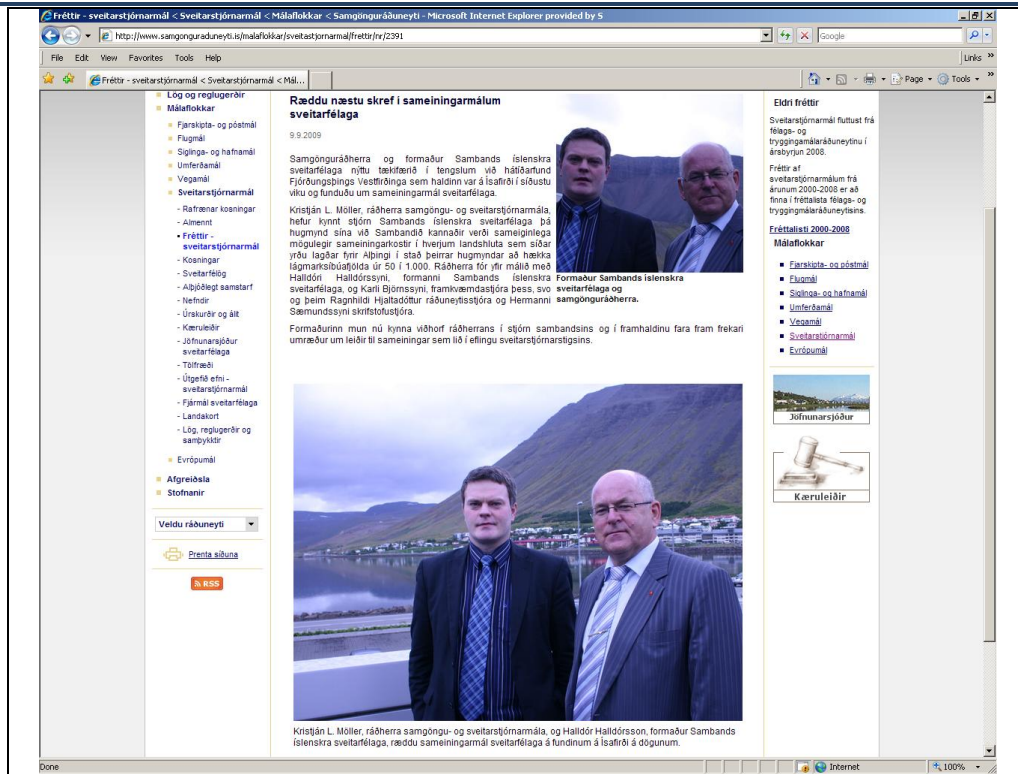 Fréttir - sveitarstjórnarmál < Sveitarstjórnarmál < Málaflokkar < Samgönguráðuneyti - Microsoft Internet Explorer provided by S
http://www.samgonguraduneyti.is/malaflokkar/sveitastjornarmal/frettir/nr/2391
Google
File Edit View Favorites Tools Help
Links »
Fréttir - sveitarstjórnarmál < Sveitarstjórnarmál < Mál...
Page Tools »
Lög og reglugerðir
Málaflokkar
Fjarskipta- og póstmál
Flugmál
Siglinga- og hafnamál
Umferðamál
Vegamál
Sveitarstjórnarmál
- Rafrænar kosningar
- Almennt
• Fréttir -
sveitarstjórnarmál
- Kosningar
- Sveitarfélög
- Alþjóðlegt samstarf
- Nefndir
- Úrskurðir og álit
- Kæruleiðir
- Jöfnunarsjóður
sveitarfélaga
- Tölfræði
- Útgefið efni -
sveitarstjórnarmál
- Fjármál sveitarfélaga
- Landakort
- Lög, reglugerðir og
samþykktir
Evrópumál
Afgreiðsla
Stofnanir
Veldu ráðuneyti
Prenta síðuna
RSS
Ræddu næstu skref í sameiningarmálum
sveitarfélaga
9.9.2009
Samgönguráðherra og formaður Sambands íslenskra
sveitarfélaga nýttu tækifærið í tengslum við hátíðarfund
Fjórðungsþings Vestfirðinga sem haldinn var á Ísafirði í síðustu
viku og funduðu um sameiningarmál sveitarfélaga.
Kristján L. Möller, ráðherra samgöngu- og sveitarstjórnarmála,
hefur kynnt stjórn Sambands íslenskra sveitarfélaga þá
hugmynd sína við Sambandið kannaðir verði sameiginlega
mögulegir sameiningarkostir í hverjum landshluta sem síðar
yrðu lagðar fyrir Alþingi í stað þeirrar hugmyndar að hækka
lágmarksíbúafjölda úr 50 í 1.000. Ráðherra fór yfir málið með
Halldóri Halldórssyni, formanni Sambands íslenskra
sveitarfélaga, og Karli Björnssyni, framkvæmdastjóra þess, svo
og þeim Ragnhildi Hjaltadóttur ráðuneytisstjóra og Hermanni
Sæmundssyni skrifstofustjóra.
Formaður Sambands íslenskra
sveitarfélaga og
samgönguráðherra.
Formaðurinn mun nú kynna viðhorf ráðherrans í stjórn sambandsins og í framhaldinu fara fram frekari
umræður um leiðir til sameiningar sem lið í eflingu sveitarstjórnarstigsins.
Kristján L. Möller, ráðherra samgöngu- og sveitarstjórnarmála, og Halldór Halldórsson, formaður Sambands
íslenskra sveitarfélaga, ræddu sameiningarmál sveitarfélaga á fundinum á Ísafirði á dögunum.
Eldri fréttir
Sveitarstjórnarmál fluttust frá
félags- og
tryggingamálaráðuneytinu í
ársbyrjun 2008.
Fréttir af
sveitarstjórnarmálum frá
árunum 2000-2008 er að
finna í fréttalista félags- og
tryggingmálaráðuneytisins.
Fréttalisti 2000-2008
Málaflokkar
Fjarskipta- og póstmál
Flugmál
Siglinga- og hafnamál
Umferðamál
Vegamál
Sveitarstjórnarmál
Evrópumál
Jöfnunarsjóður
Kæruleiðir
Done
Internet
100%